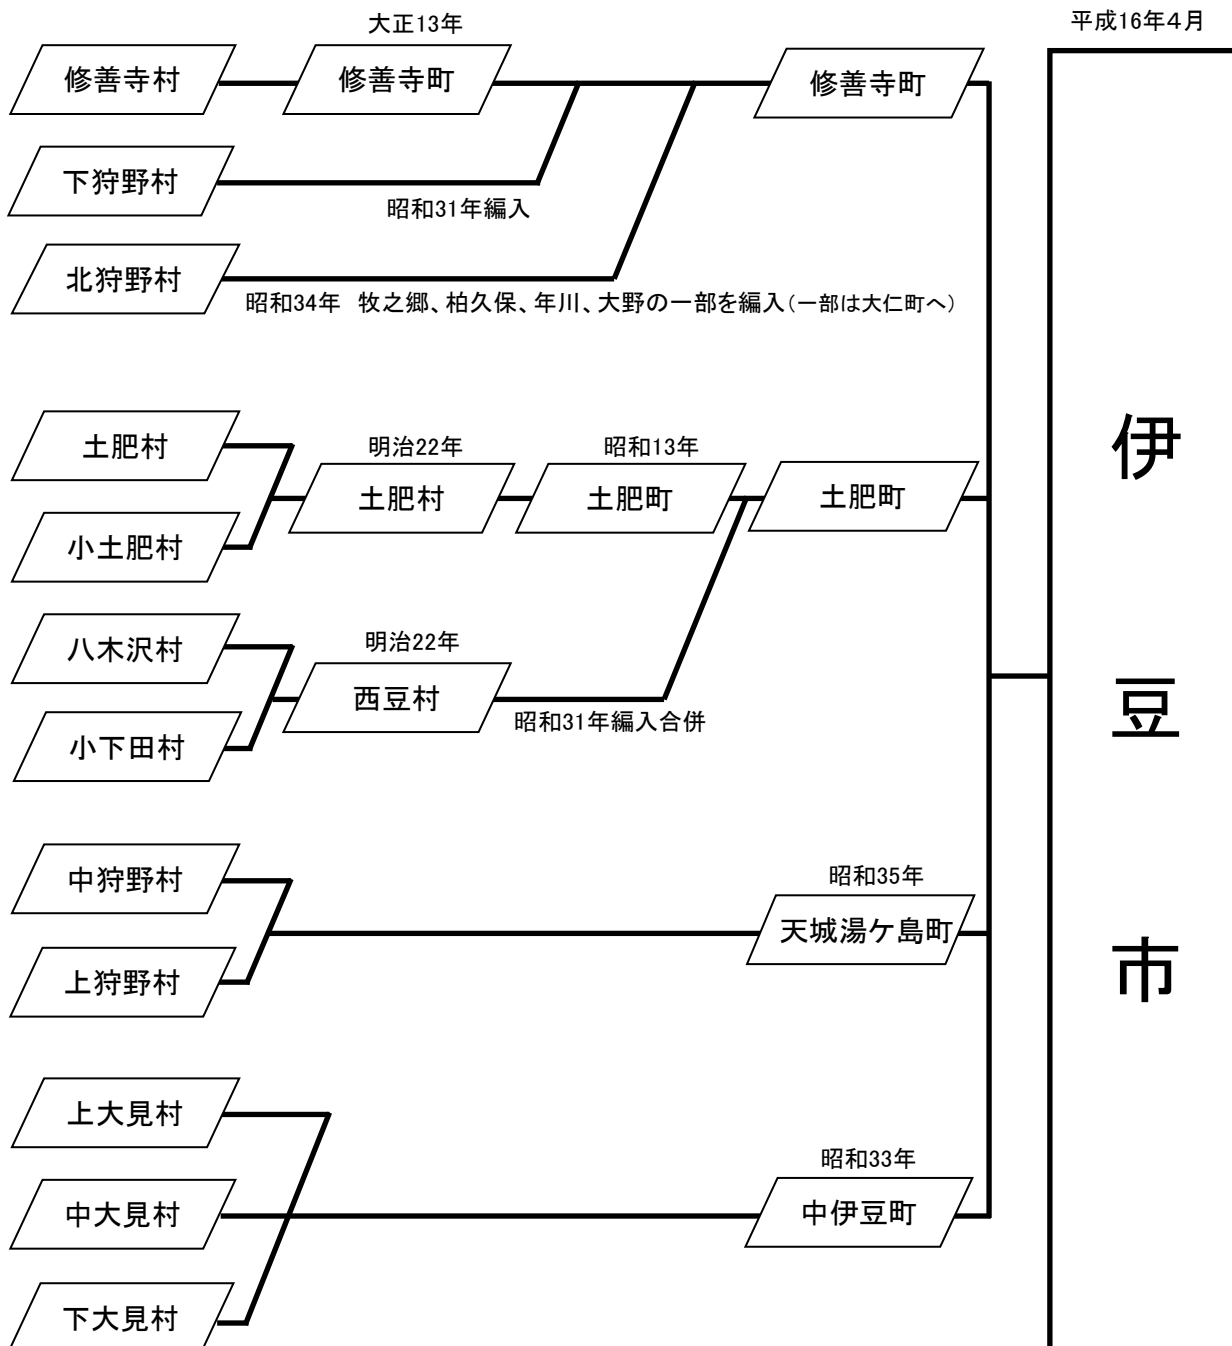 平成16年4月
大正13年
修善寺村
修善寺町
修善寺町
下狩野村
昭和31年編入
北狩野村
昭和34年 牧之郷、柏久保、年川、大野の一部を編入(一部は大仁町へ)
土肥村
明治22年
昭和13年
土肥村
土肥町
土肥町
小土肥村
八木沢村
明治22年
西豆村
昭和31年編入合併
小下田村
中狩野村
昭和35年
天城湯ケ島町
上狩野村
上大見村
昭和33年
中大見村
中伊豆町
下大見村
伊
豆
市